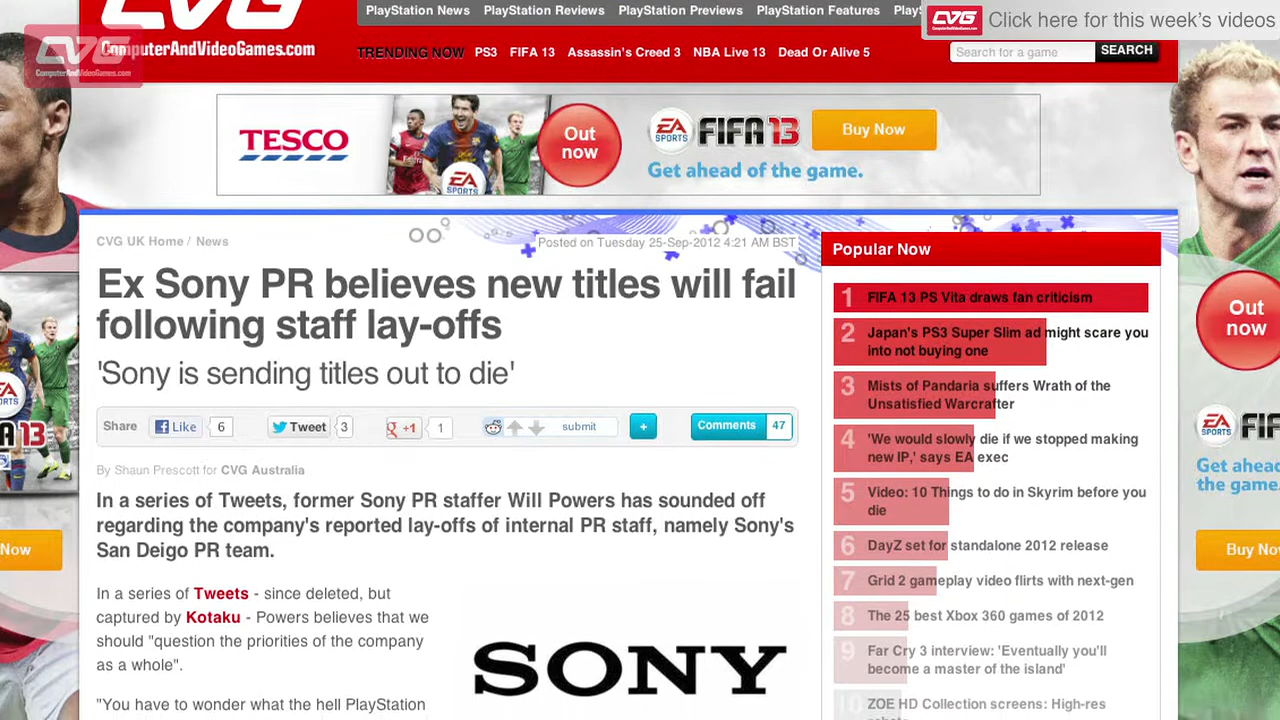 PlayStation News PlayStation Reviews PlayStation Previews PlayStation Features
CVG Click here for this week's videos
CVG
ComputerAndVideoGames.com
CVG
ComputerAndVideoGames.com
TRENDING NOW PS3 FIFA 13 Assassin's Creed 3 NBA Live 13 Dead Or Alive 5
Search for a game SEARCH
TESCO
EA SPORTS
Out now
EA SPORTS FIFA 13
Get ahead of the game.
Buy Now
CVG UK Home / News
Posted on Tuesday 25-Sep-2012 4:21 AM BST
Ex Sony PR believes new titles will fail
following staff lay-offs
'Sony is sending titles out to die'
Share Like 6 Tweet 3 +1 1 submit + Comments 47
By Shaun Prescott for CVG Australia
In a series of Tweets, former Sony PR staffer Will Powers has sounded off
regarding the company's reported lay-offs of internal PR staff, namely Sony's
San Deigo PR team.
In a series of Tweets - since deleted, but
captured by Kotaku - Powers believes that we
should "question the priorities of the company
as a whole".
"You have to wonder what the hell PlayStation
SONY
Popular Now
1 FIFA 13 PS Vita draws fan criticism
2 Japan's PS3 Super Slim ad might scare you
into not buying one
3 Mists of Pandaria suffers Wrath of the
Unsatisfied Warcrafter
4 'We would slowly die if we stopped making
new IP,' says EA exec
5 Video: 10 Things to do in Skyrim before you
die
6 DayZ set for standalone 2012 release
7 Grid 2 gameplay video flirts with next-gen
8 The 25 best Xbox 360 games of 2012
9 Far Cry 3 interview: 'Eventually you'll
become a master of the island'
10 ZOE HD Collection screens: High-res
EA SPORTS
13
Now
Out
now
EA SPORTS
Get
the game.
Buy